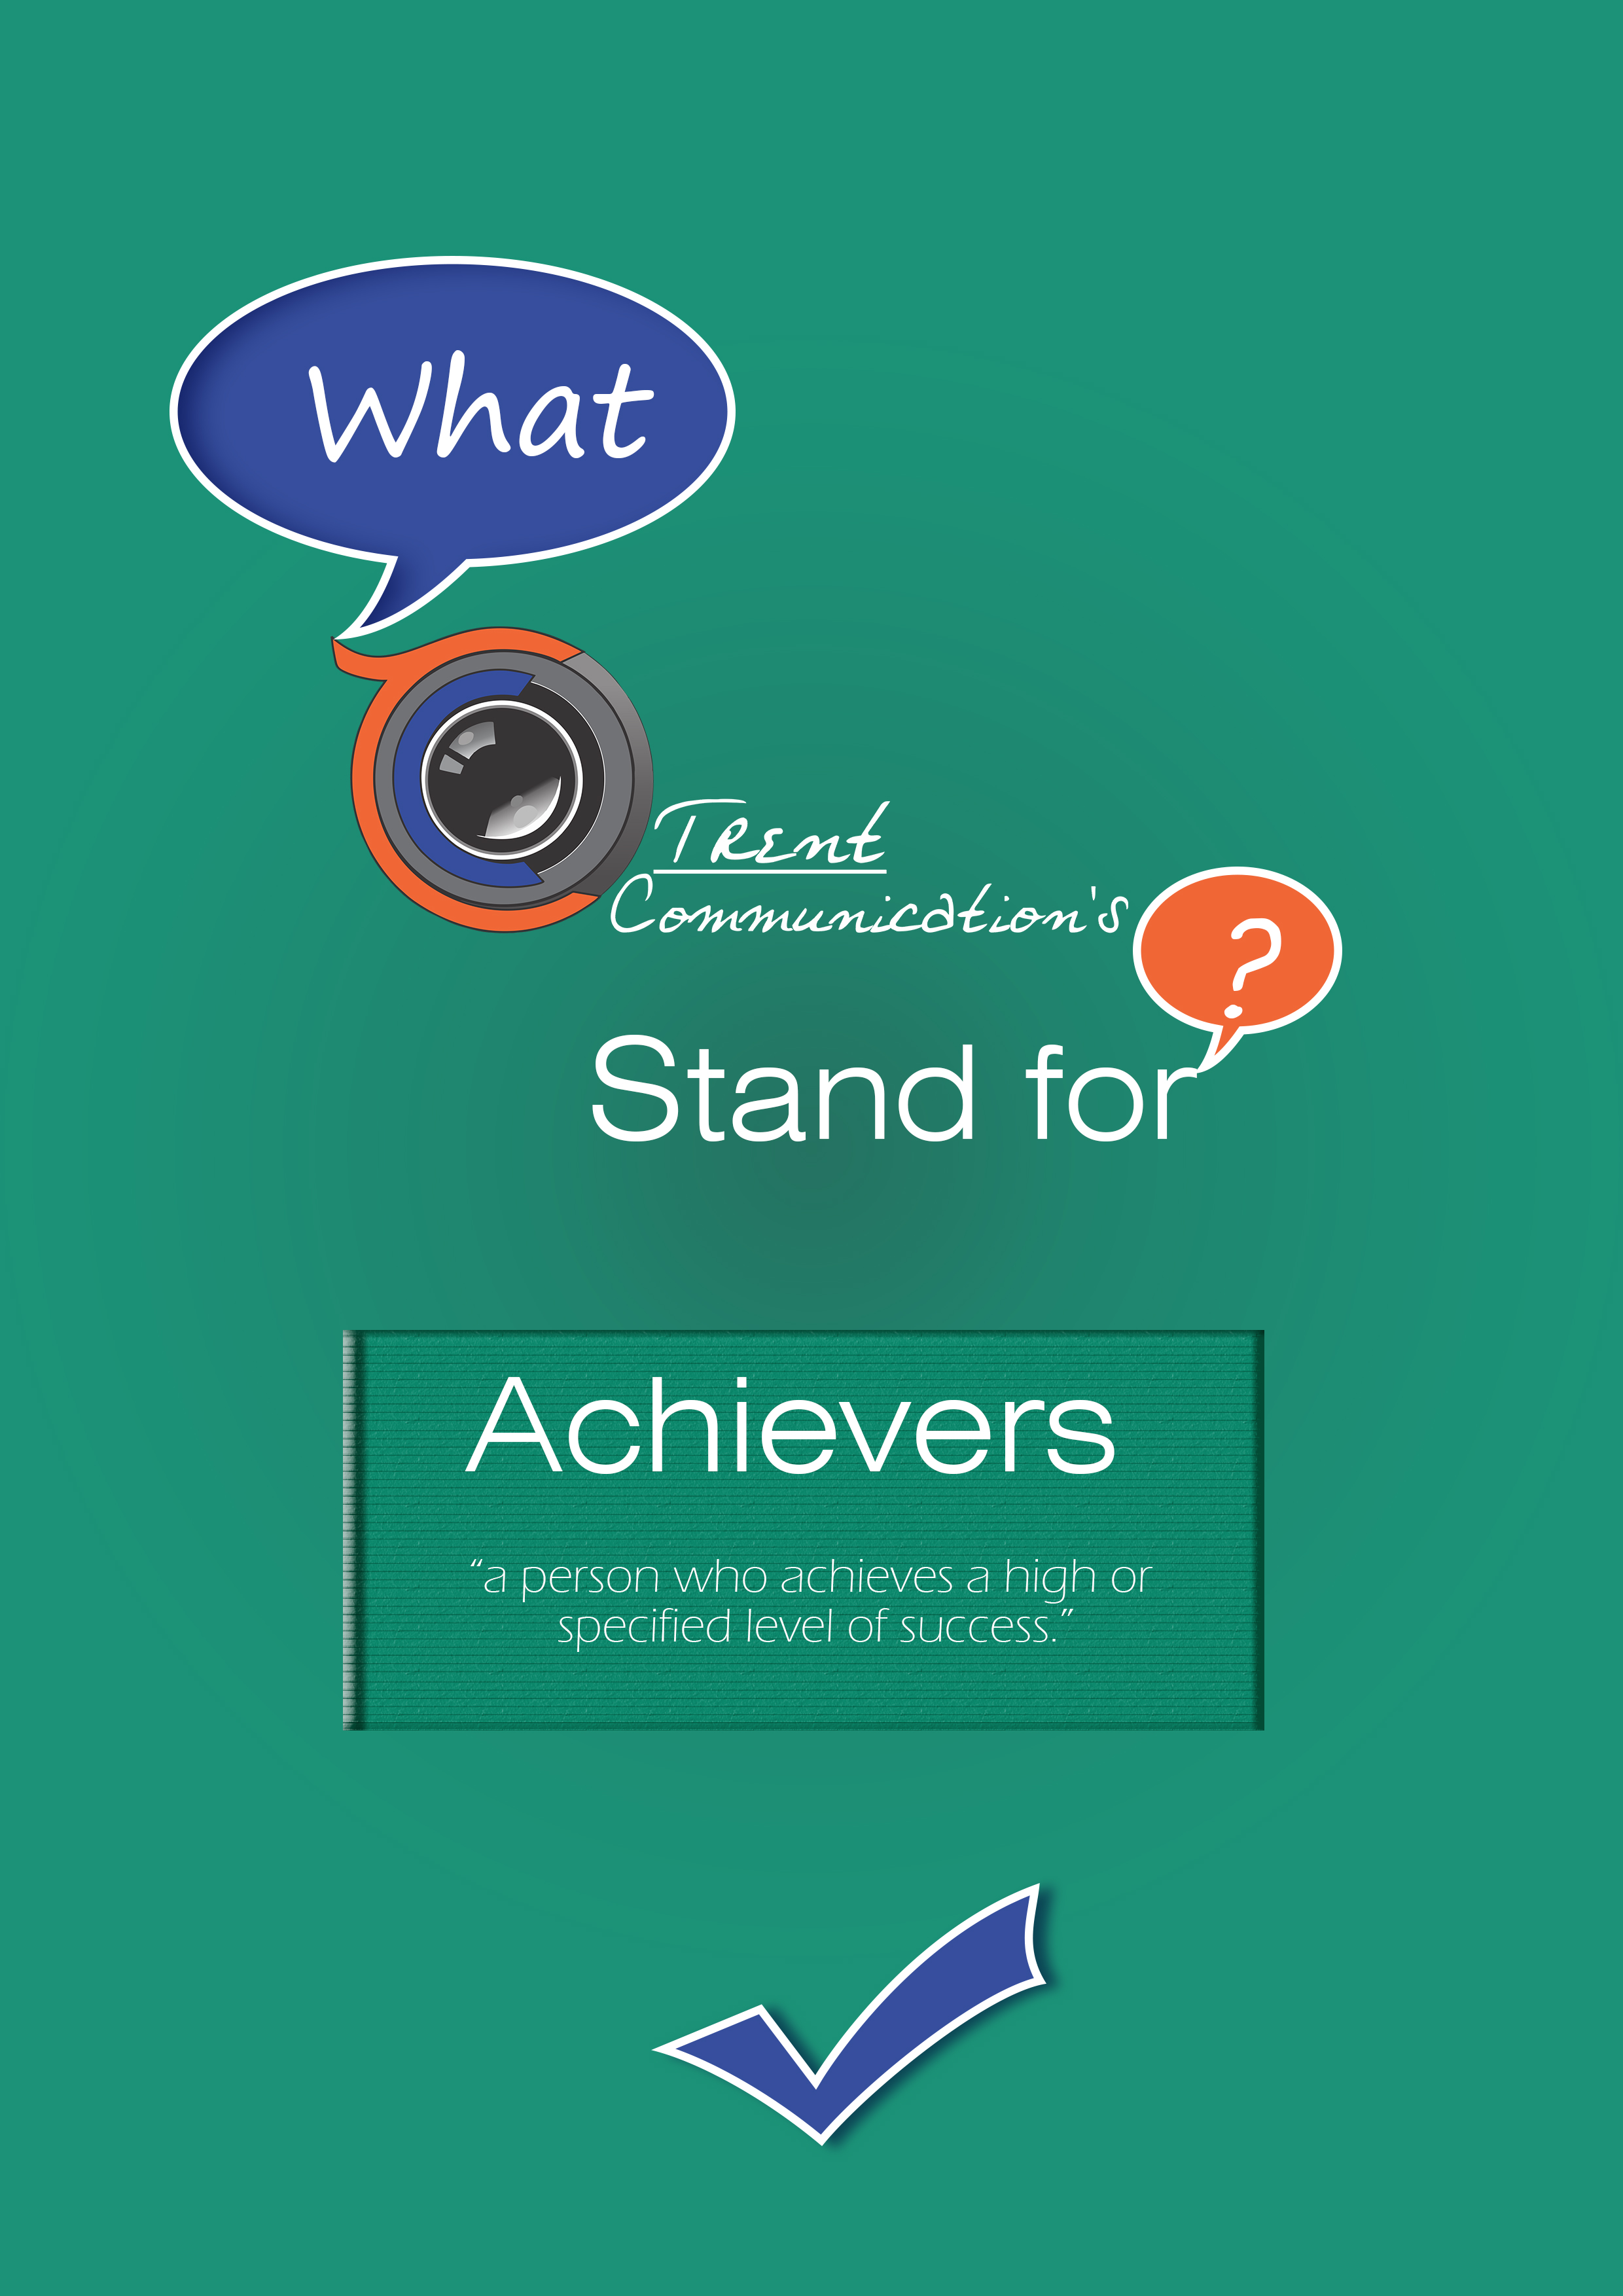 What
Trent
Communication's
?
Stand for
Achievers
“a person who achieves a high or
specified level of success.”